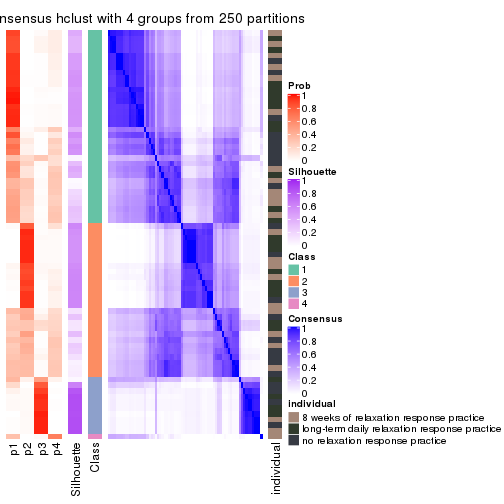 nsensus hclust with 4 groups from 250 partitions
Prob
1
0.8
0.6
0.4
0.2
0
Silhouette
1
0.8
0.6
0.4
0.2
0
Class
1
2
3
4
Consensus
1
0.8
0.6
0.4
0.2
0
individual
8 weeks of relaxation response practice
long-term daily relaxation response practice
no relaxation response practice
p1
p2
p3
p4
Silhouette
Class
individual